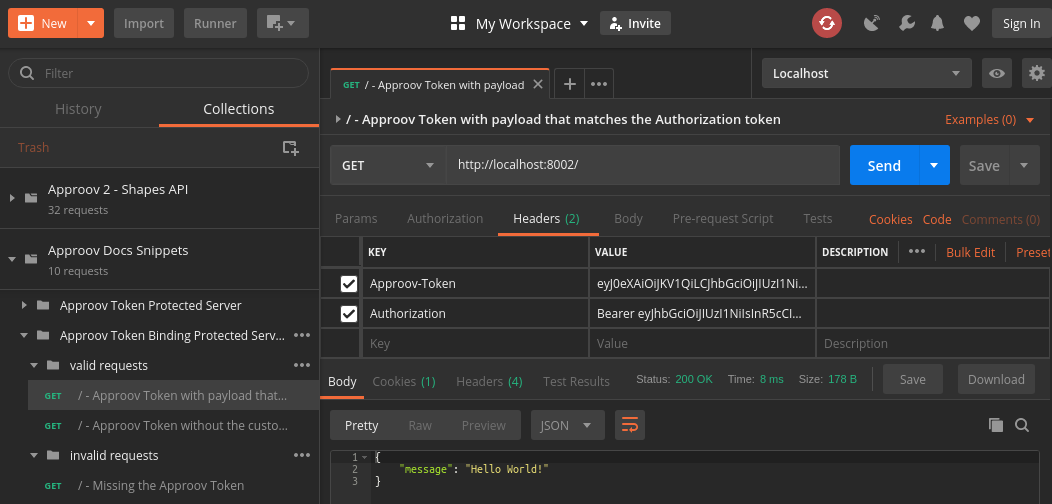 New
Import
Runner
My Workspace
Invite
Sign In
Filter
History
Collections
Trash
Approov 2 - Shapes API
32 requests
Approov Docs Snippets
10 requests
Approov Token Protected Server
Approov Token Binding Protected Serv...
valid requests
GET / - Approov Token with payload that...
GET / - Approov Token without the custo...
invalid requests
GET / - Missing the Approov Token
GET / - Approov Token with payload
Localhost
/ - Approov Token with payload that matches the Authorization token
Examples (0)
GET http://localhost:8002/
Send
Save
Params Authorization Headers (2) Body Pre-request Script Tests Cookies Code Comments (0)
KEY VALUE DESCRIPTION Bulk Edit Preset
Approov-Token eyJ0eXAiOiJKV1QiLCJhbGciOiJIUzI1Ni...
Authorization Bearer eyJhbGciOiJIUzI1NiIsInR5cCI...
Key Value Description
Body Cookies (1) Headers (4) Test Results Status: 200 OK Time: 8 ms Size: 178 B Save Download
Pretty Raw Preview JSON
1 {
2 "message": "Hello World!"
3 }